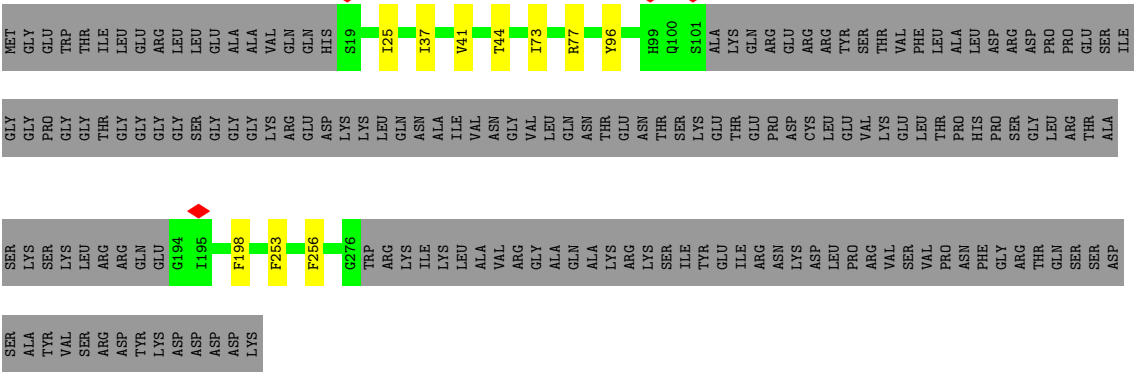 MET GLY GLU TRP THR ILE LEU GLU ARG LEU LEU GLU ALA ALA VAL GLN GLN HIS S19 I25 I37 V41 T44 I73 R77 Y96 H99 Q100 S101 ALA LYS GLN ARG GLU ARG ARG TYR SER THR VAL PHE LEU ALA LEU ASP ARG ASP PRO PRO GLU SER ILE
GLY GLY PRO GLY GLY THR GLY GLY GLY GLY SER GLY GLY GLY LYS ARG GLU ASP LYS LYS LEU GLN ASN ALA ILE VAL ASN GLY VAL LEU GLN ASN THR GLU ASN THR SER LYS GLU THR GLU PRO ASP CYS LEU GLU VAL LYS GLU LEU THR PRO HIS PRO SER GLY LEU ARG THR ALA
SER LYS SER LYS LEU ARG ARG GLN GLU G194 I195 F198 F253 F256 G276 TRP ARG LYS ILE LYS LEU ALA VAL ARG GLY ALA GLN ALA LYS ARG LYS SER ILE TYR GLU ILE ARG ASN LYS ASP LEU PRO ARG VAL SER VAL PRO ASN PHE GLY ARG THR GLN SER SER ASP
SER ALA TYR VAL SER ARG ASP TYR LYS ASP ASP ASP ASP LYS